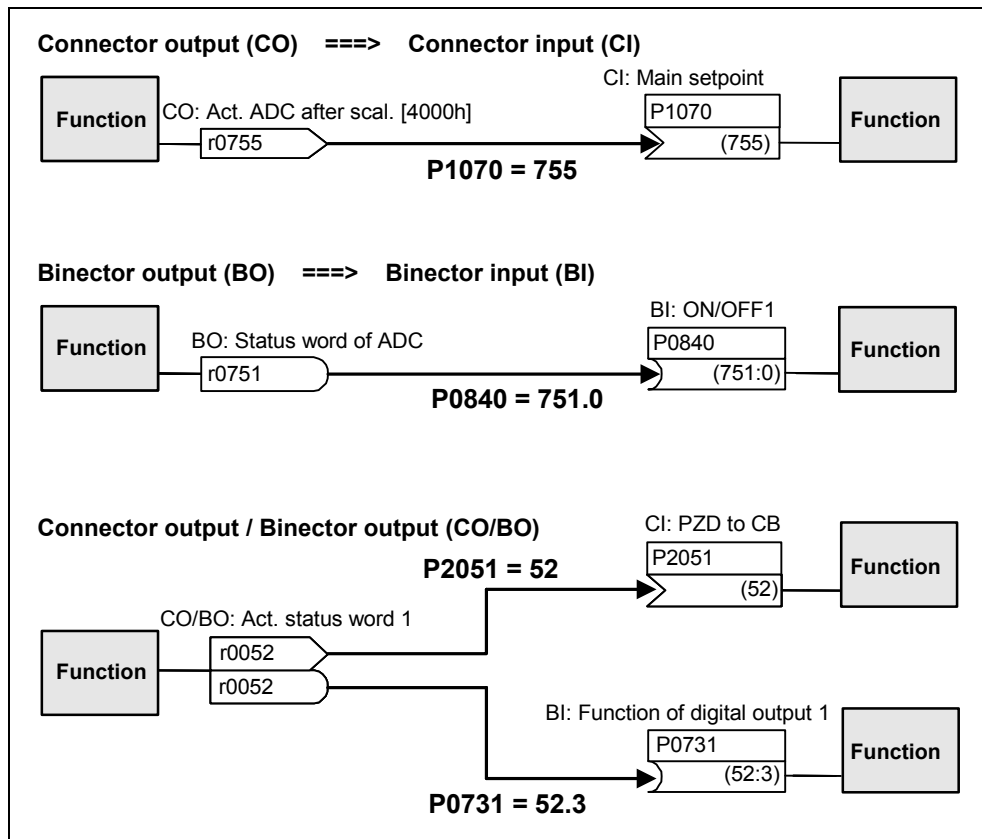 Connector output (CO) ===> Connector input (CI)
CI: Main setpoint
Function
CO: Act. ADC after scal. [4000h]
r0755
P1070 = 755
P1070
(755)
Function
Binector output (BO) ===> Binector input (BI)
BI: ON/OFF1
Function
BO: Status word of ADC
r0751
P0840 = 751.0
P0840
(751:0)
Function
Connector output / Binector output (CO/BO)
CI: PZD to CB
P2051 = 52
P2051
(52)
Function
CO/BO: Act. status word 1
Function
r0052
r0052
BI: Function of digital output 1
P0731
(52:3)
Function
P0731 = 52.3